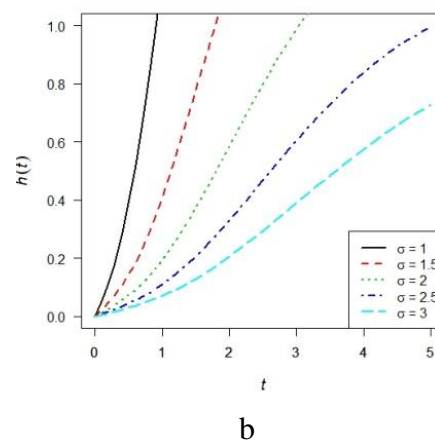 1.0
0.8
0.6
0.4
0.2
0.0
h(t)
σ = 1
σ = 1.5
σ = 2
σ = 2.5
σ = 3
0 1 2 3 4 5
t
b